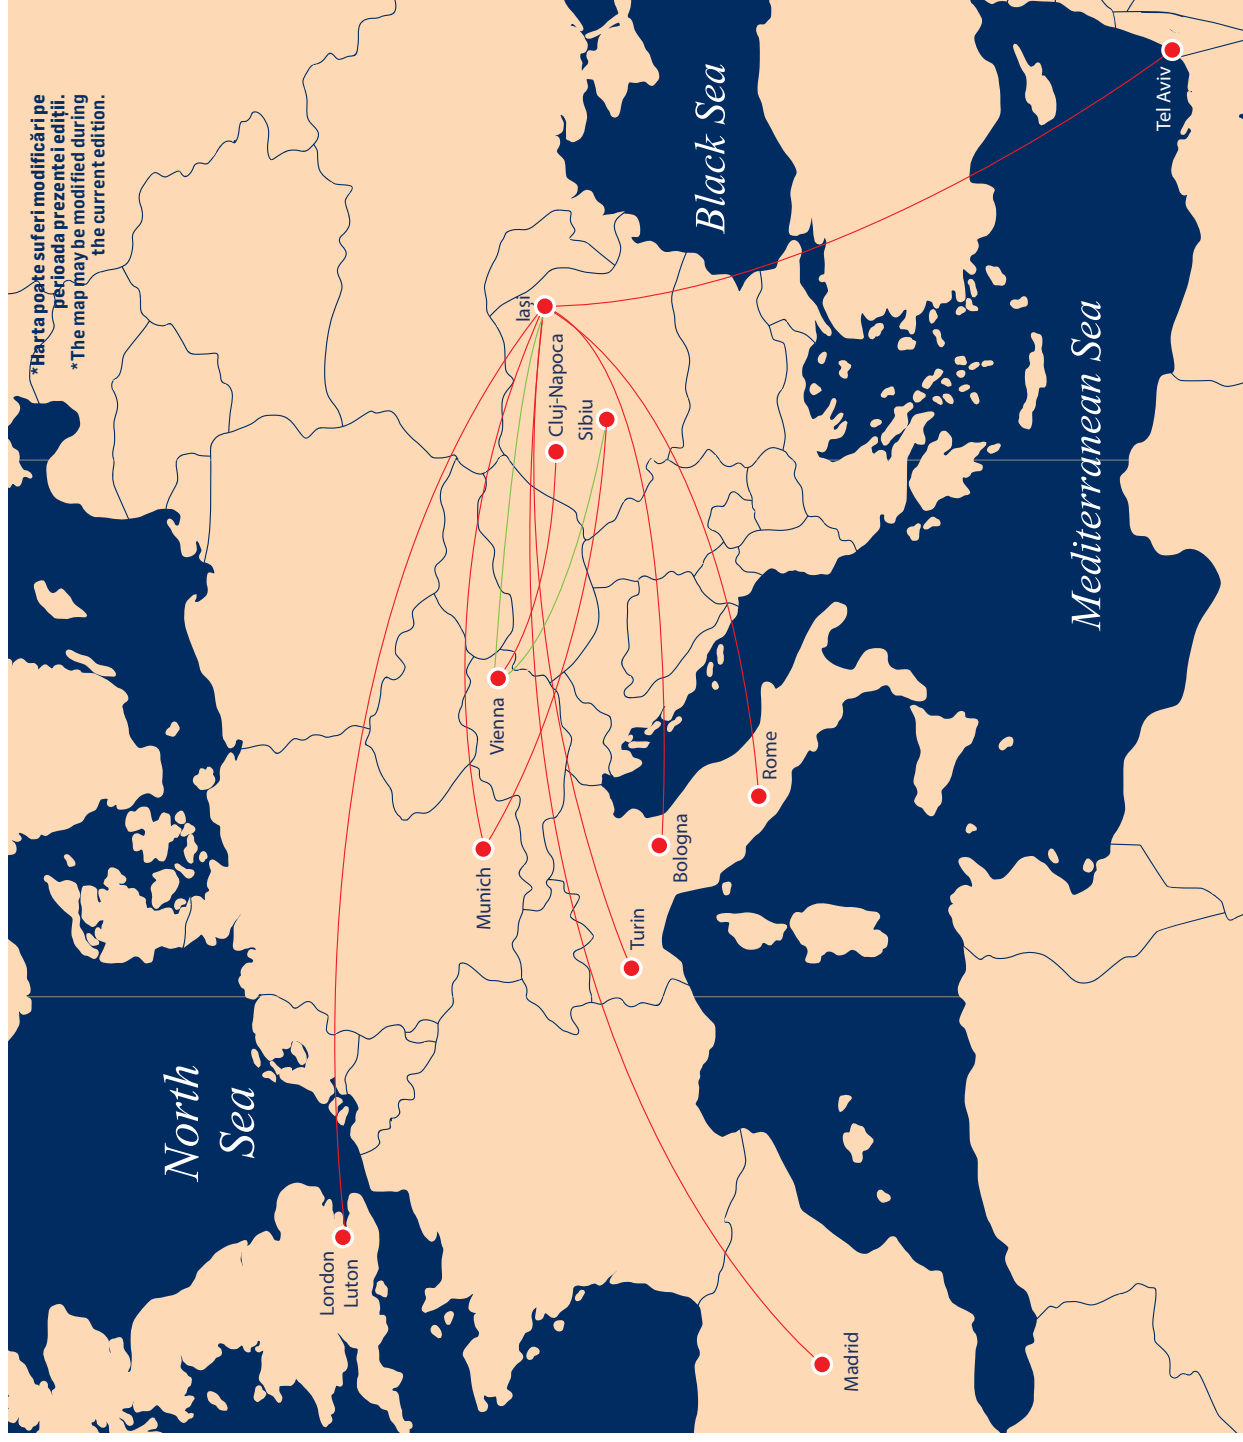 *Harta poate suferi modificări pe
perioada prezentei ediții.
*The map may be modified during
the current edition.
North
Sea
London
Luton
Munich
Vienna
Iași
Cluj-Napoca
Sibiu
Black Sea
Turin
Bologna
Rome
Madrid
Mediterranean Sea
Tel Aviv